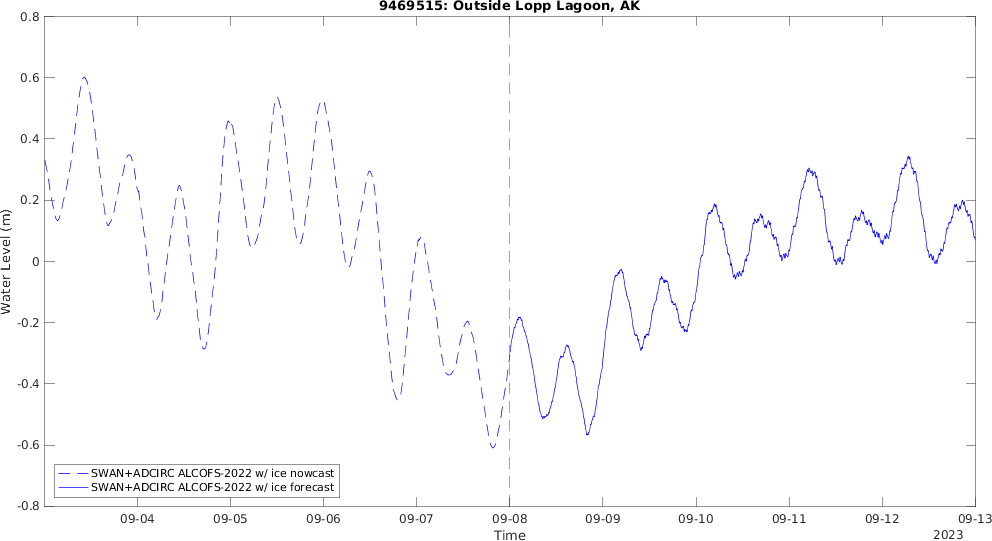 9469515: Outside Lopp Lagoon, AK
0.8
0.6
0.4
0.2
0
-0.2
-0.4
-0.6
-0.8
Water Level (m)
SWAN+ADCIRC ALCOFS-2022 w/ ice nowcast
SWAN+ADCIRC ALCOFS-2022 w/ ice forecast
09-04 09-05 09-06 09-07 09-08 09-09 09-10 09-11 09-12 09-13
Time
2023